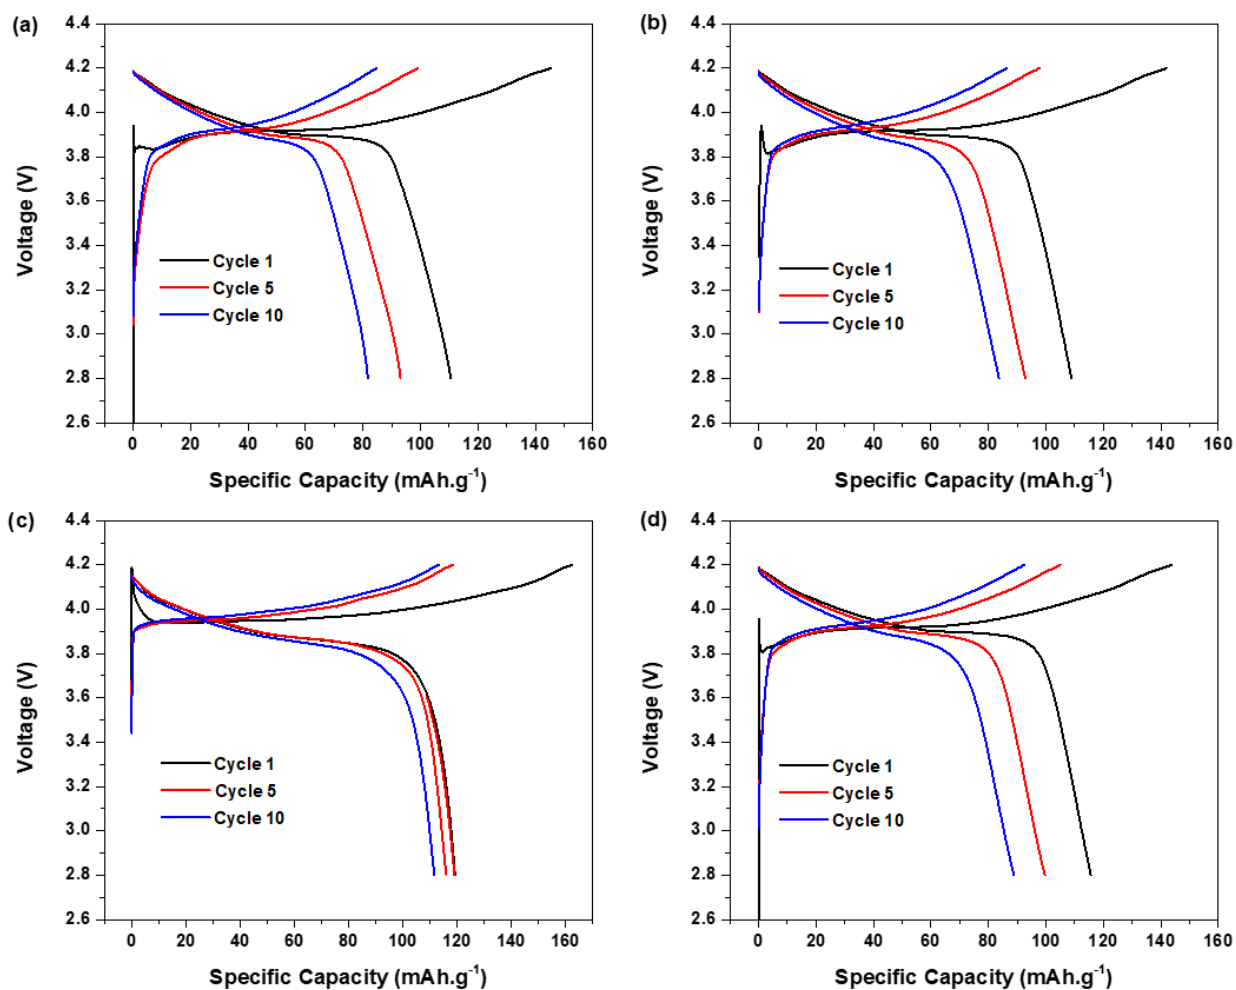 (a)
4.4
4.2
4.0
3.8
3.6
3.4
3.2
3.0
2.8
2.6
Voltage (V)
Cycle 1
Cycle 5
Cycle 10
0 20 40 60 80 100 120 140 160
Specific Capacity (mAh.g⁻¹)
(b)
4.4
4.2
4.0
3.8
3.6
3.4
3.2
3.0
2.8
2.6
Voltage (V)
Cycle 1
Cycle 5
Cycle 10
0 20 40 60 80 100 120 140 160
Specific Capacity (mAh.g⁻¹)
(c)
4.4
4.2
4.0
3.8
3.6
3.4
3.2
3.0
2.8
2.6
Voltage (V)
Cycle 1
Cycle 5
Cycle 10
0 20 40 60 80 100 120 140 160
Specific Capacity (mAh.g⁻¹)
(d)
4.4
4.2
4.0
3.8
3.6
3.4
3.2
3.0
2.8
2.6
Voltage (V)
Cycle 1
Cycle 5
Cycle 10
0 20 40 60 80 100 120 140 160
Specific Capacity (mAh.g⁻¹)